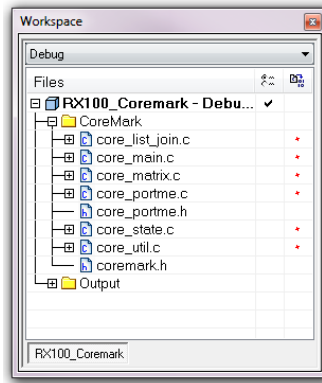 Workspace
Debug
Files
RX100_Coremark - Debu...
CoreMark
core_list_join.c
core_main.c
core_matrix.c
core_portme.c
core_portme.h
core_state.c
core_util.c
coremark.h
Output
RX100_Coremark